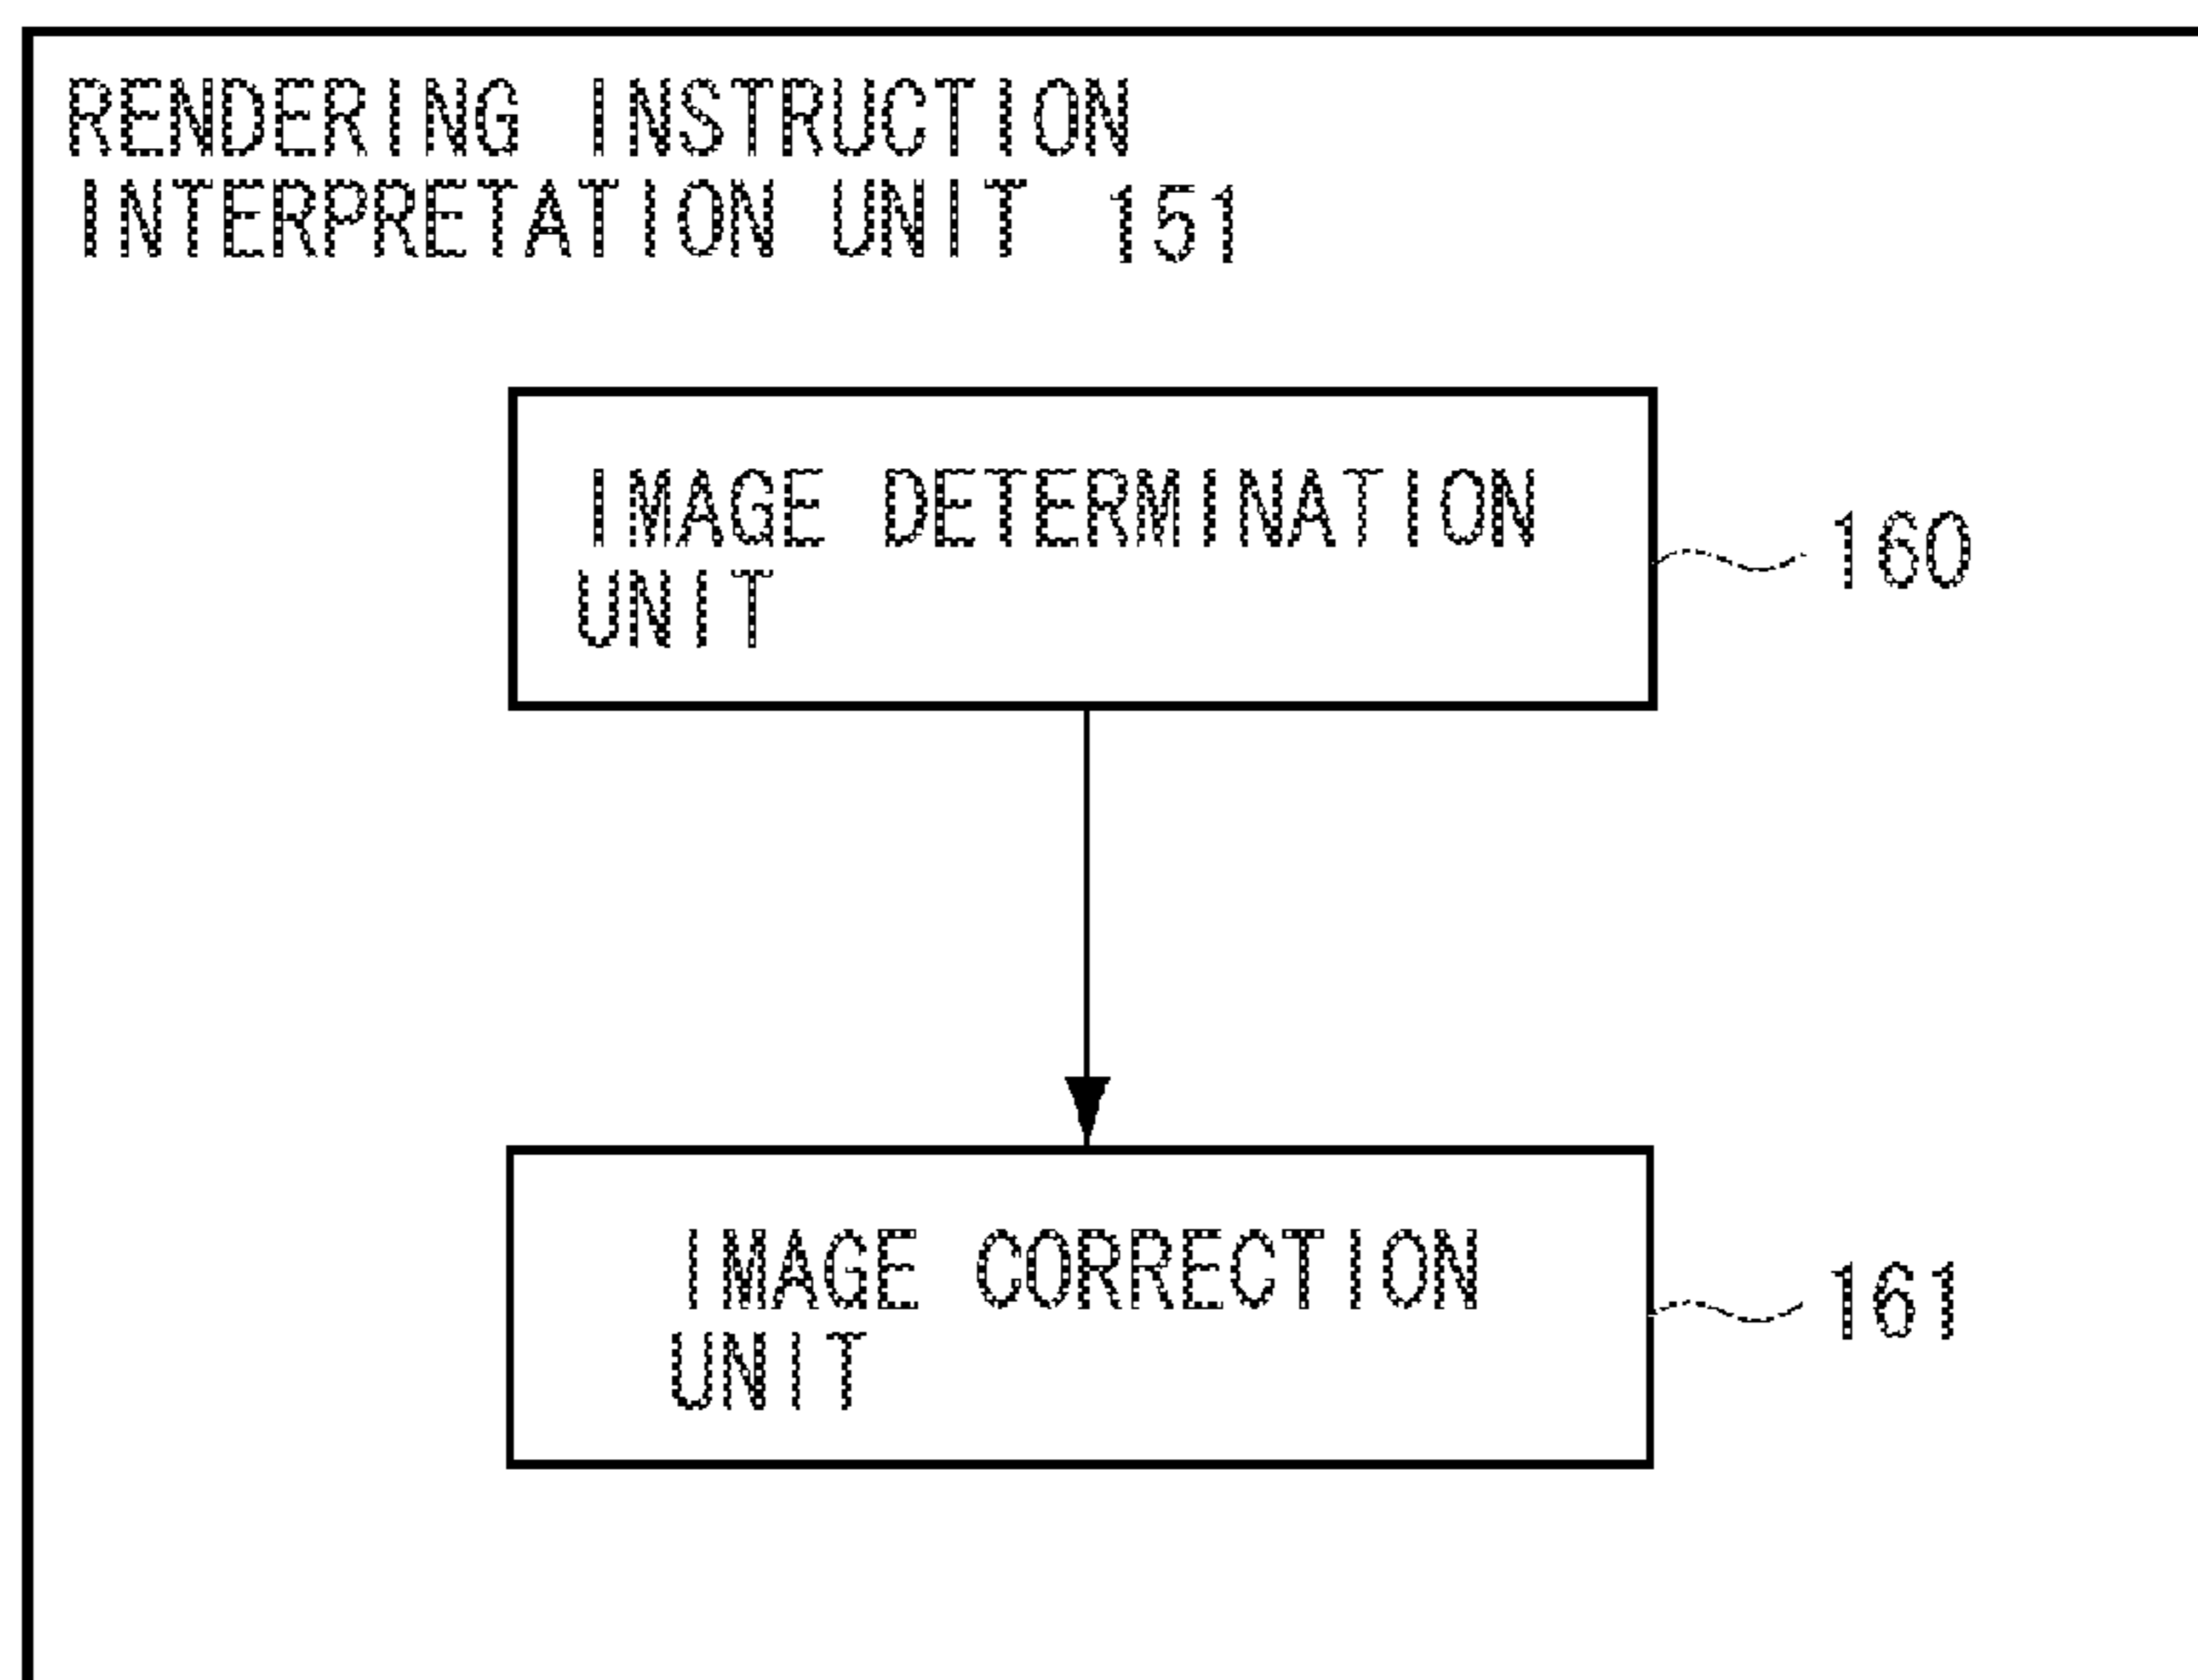 RENDERING INSTRUCTION
INTERPRETATION UNIT 151
IMAGE DETERMINATION
UNIT
160
IMAGE CORRECTION
UNIT
161